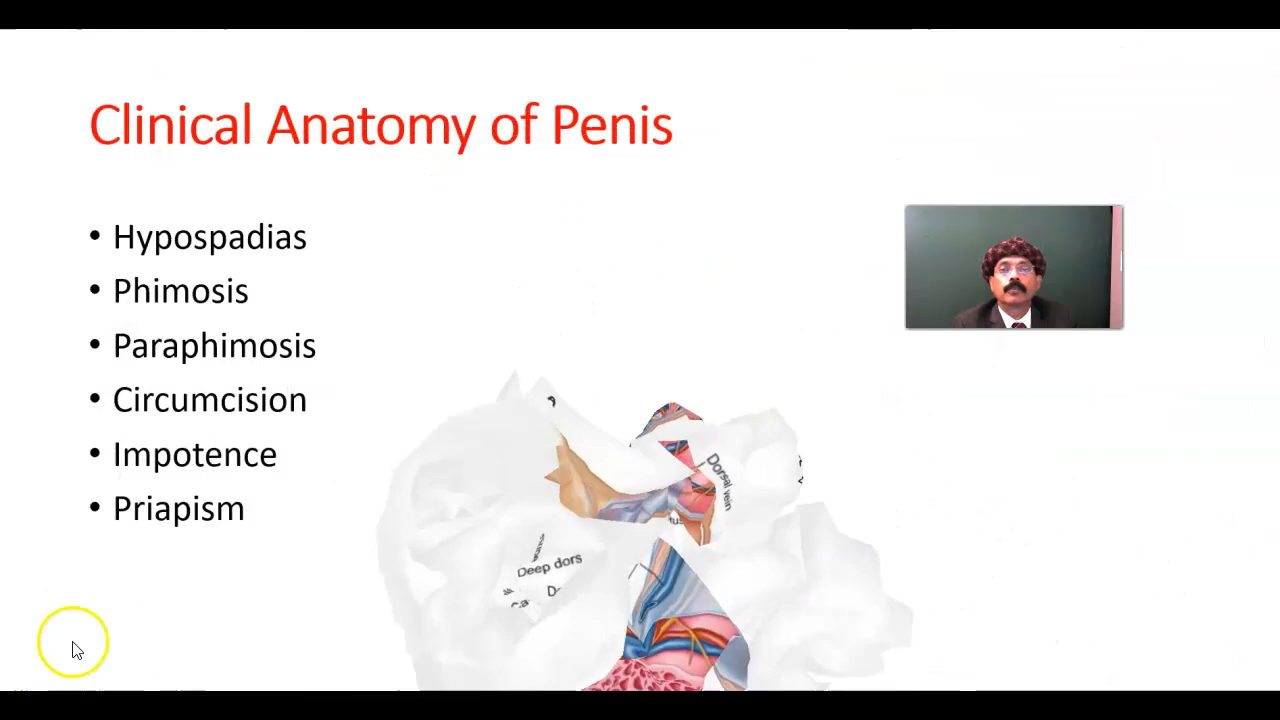 Clinical Anatomy of Penis
• Hypospadias
• Phimosis
• Paraphimosis
• Circumcision
• Impotence
• Priapism
Dorsal vein
Deep dors